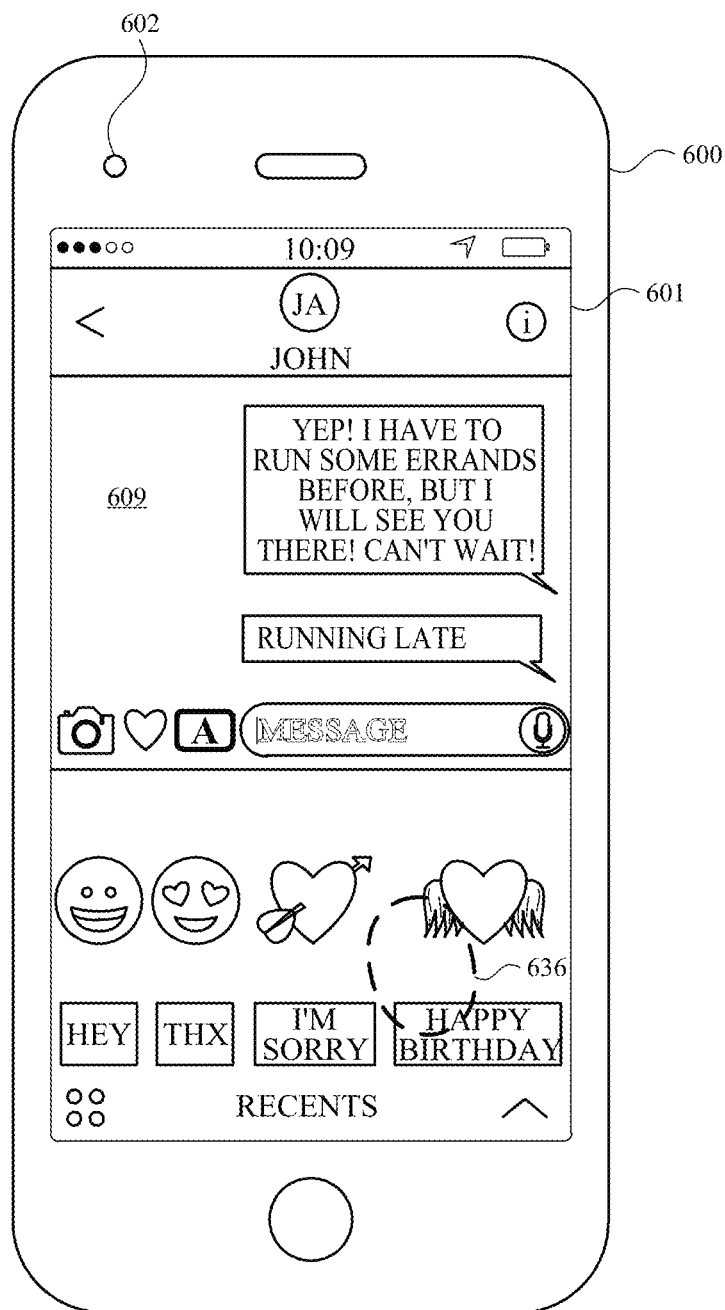 602
600
10:09
601
JA
i
JOHN
YEP! I HAVE TO
RUN SOME ERRANDS
BEFORE, BUT I
WILL SEE YOU
THERE! CAN'T WAIT!
609
RUNNING LATE
A
MESSAGE
636
HEY
THX
I'M
SORRY
HAPPY
BIRTHDAY
RECENTS